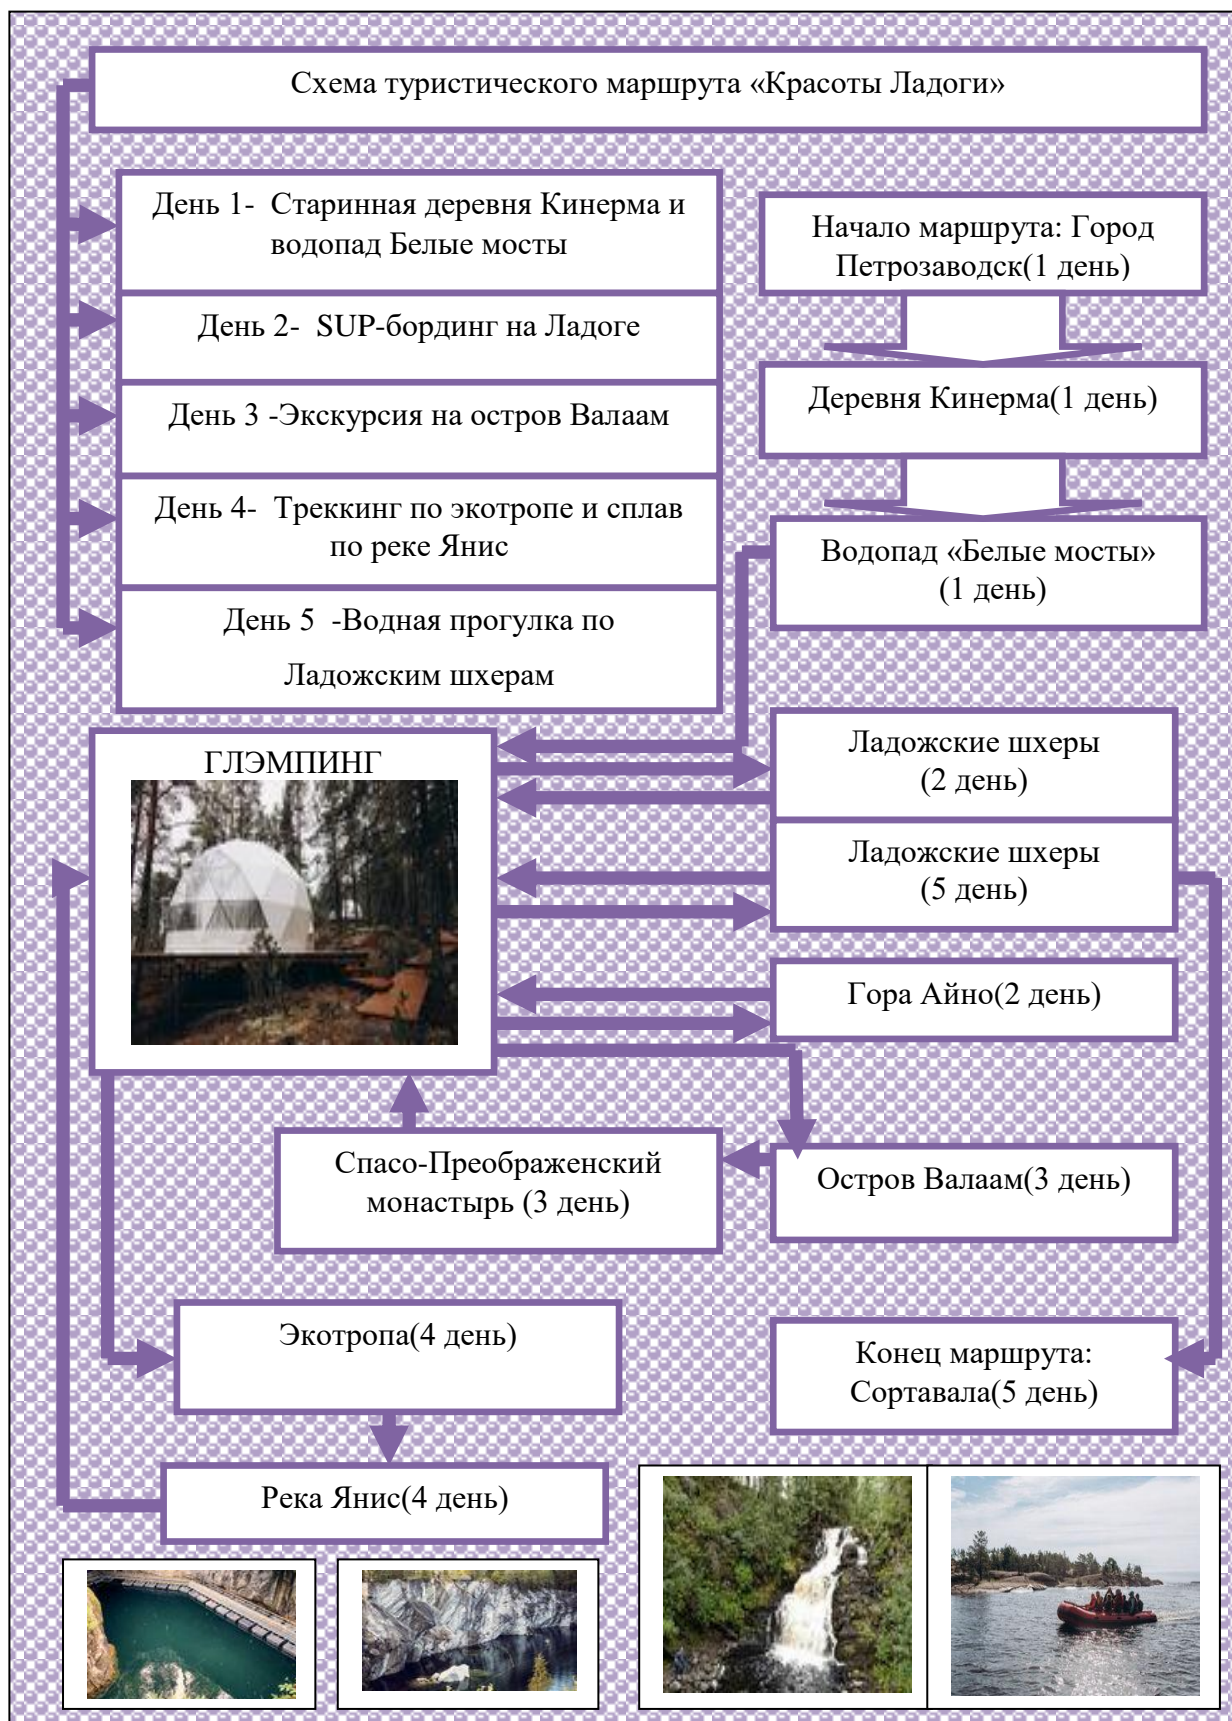 Схема туристического маршрута «Красоты Ладоги»
День 1- Старинная деревня Кинерма и
водопад Белые мосты
День 2- SUP-бординг на Ладоге
День 3 -Экскурсия на остров Валаам
День 4- Треккинг по экотропе и сплав
по реке Янис
День 5 -Водная прогулка по
Ладожским шхерам
Начало маршрута: Город
Петрозаводск(1 день)
Деревня Кинерма(1 день)
Водопад «Белые мосты»
(1 день)
ГЛЭМПИНГ
Ладожские шхеры
(2 день)
Ладожские шхеры
(5 день)
Гора Айно(2 день)
Спасо-Преображенский
монастырь (3 день)
Остров Валаам(3 день)
Экотропа(4 день)
Конец маршрута:
Сортавала(5 день)
Река Янис(4 день)